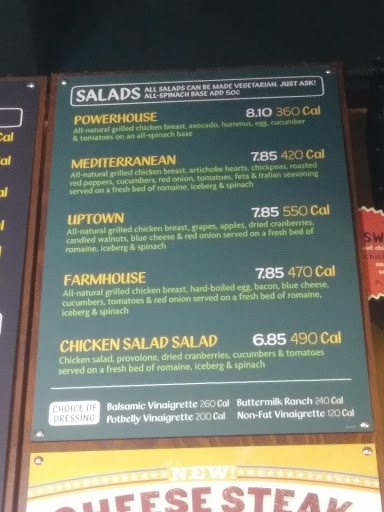 SALADS ALL SALADS CAN BE MADE VEGETARIAN. JUST ASK!
ALL-SPINACH BASE ADD 50¢
POWERHOUSE 8.10 360 Cal
All-natural grilled chicken breast, avocado, hummus, egg, cucumber
& tomatoes on an all-spinach base
MEDITERRANEAN 7.85 420 Cal
All-natural grilled chicken breast, artichoke hearts, chickpeas, roasted
red peppers, cucumbers, red onion, tomatoes, feta & Italian seasoning
served on a fresh bed of romaine, iceberg & spinach
UPTOWN 7.85 550 Cal
All-natural grilled chicken breast, grapes, apples, dried cranberries,
candied walnuts, blue cheese & red onion served on a fresh bed of
romaine, iceberg & spinach
FARMHOUSE 7.85 470 Cal
All-natural grilled chicken breast, hard-boiled egg, bacon, blue cheese,
cucumbers, tomatoes & red onion served on a fresh bed of romaine,
iceberg & spinach
CHICKEN SALAD SALAD 6.85 490 Cal
Chicken salad, provolone, dried cranberries, cucumbers & tomatoes
served on a fresh bed of romaine, iceberg & spinach
CHOICE OF
DRESSING
Balsamic Vinaigrette 260 Cal Buttermilk Ranch 240 Cal
Potbelly Vinaigrette 200 Cal Non-Fat Vinaigrette 120 Cal
NEW!
CHEESE STEAK
Cal
SW